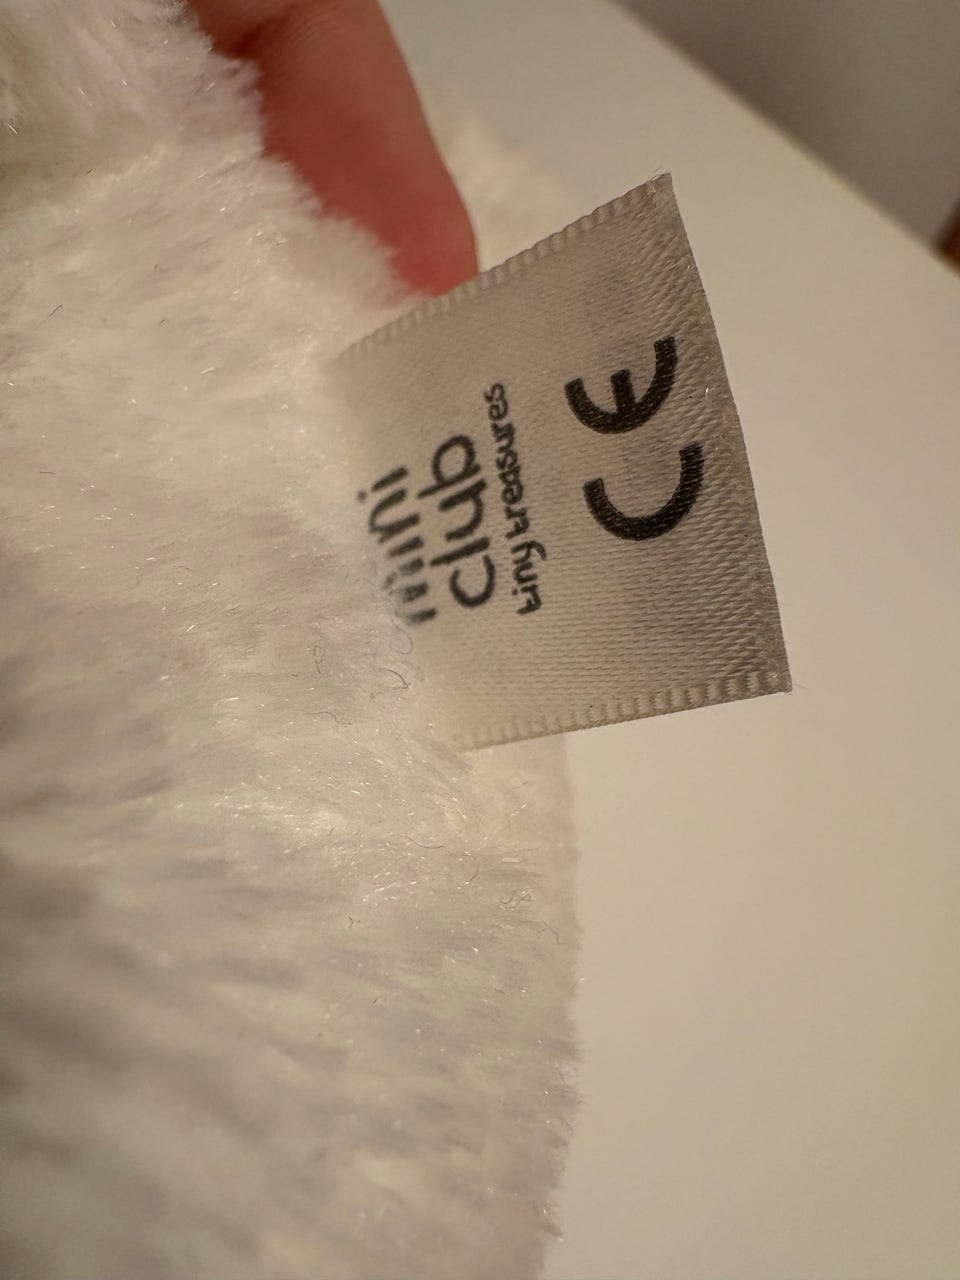 mini
club
tiny treasures
CE